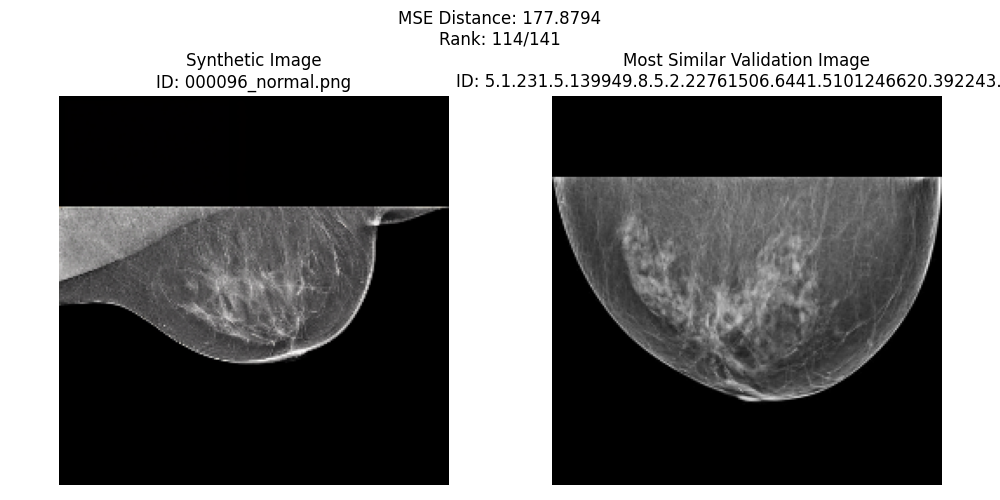 MSE Distance: 177.8794
Rank: 114/141
Synthetic Image
ID: 000096_normal.png
Most Similar Validation Image
ID: 5.1.231.5.139949.8.5.2.22761506.6441.5101246620.392243.